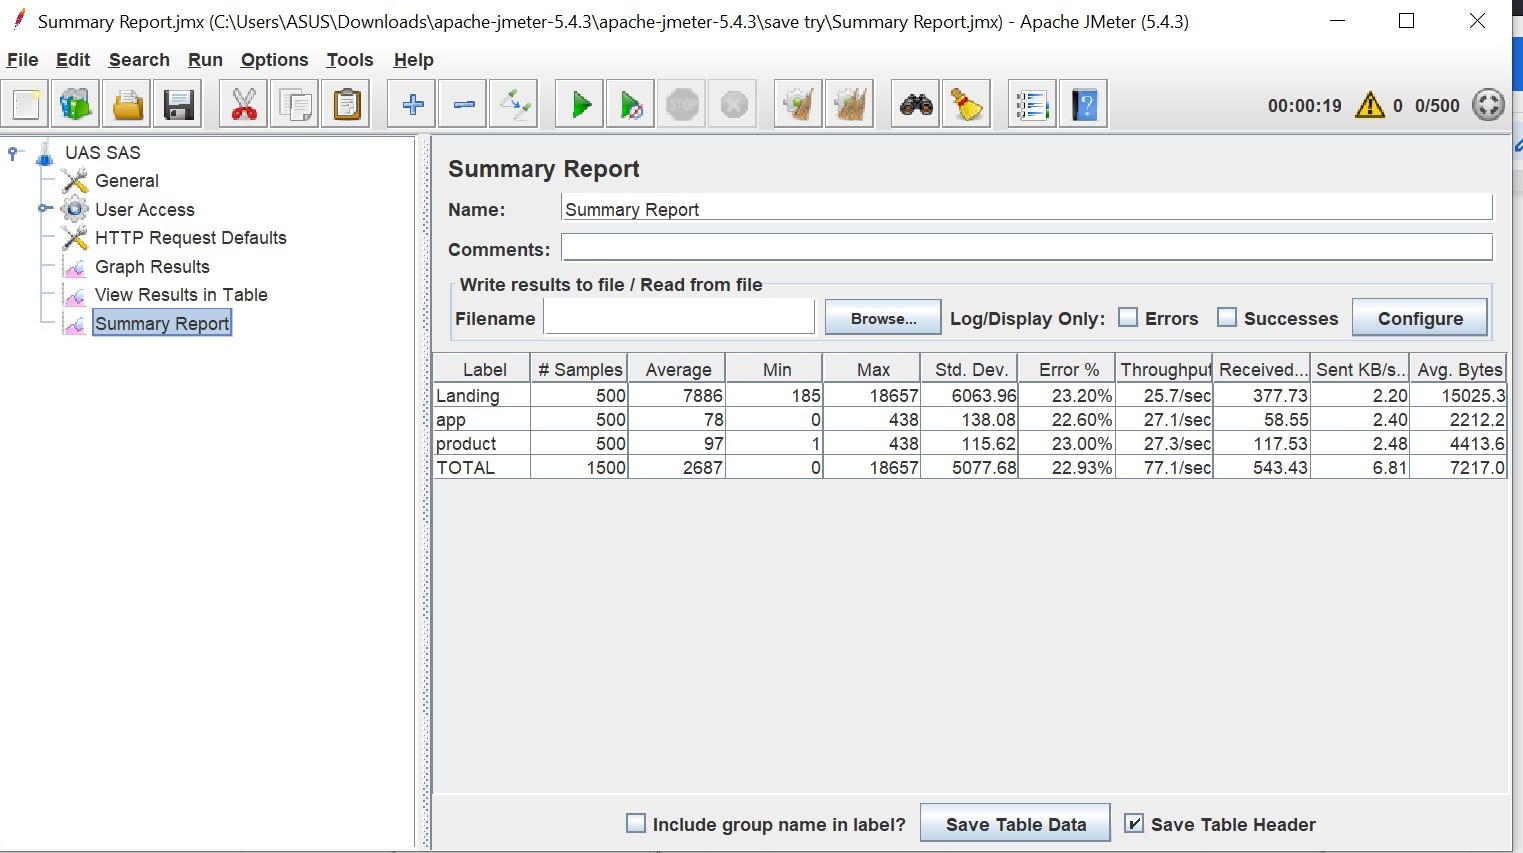 Summary Report.jmx (C:\Users\ASUS\Downloads\apache-jmeter-5.4.3\apache-jmeter-5.4.3\save try\Summary Report.jmx) - Apache JMeter (5.4.3)
File Edit Search Run Options Tools Help
STOP 00:00:19 0 0/500
UAS SAS
General
User Access
HTTP Request Defaults
Graph Results
View Results in Table
Summary Report
Summary Report
Name: Summary Report
Comments:
Write results to file / Read from file
Filename Browse... Log/Display Only: Errors Successes Configure
Label # Samples Average Min Max Std. Dev. Error % Throughput Received... Sent KB/s... Avg. Bytes
Landing 500 7886 185 18657 6063.96 23.20% 25.7/sec 377.73 2.20 15025.3
app 500 78 0 438 138.08 22.60% 27.1/sec 58.55 2.40 2212.2
product 500 97 1 438 115.62 23.00% 27.3/sec 117.53 2.48 4413.6
TOTAL 1500 2687 0 18657 5077.68 22.93% 77.1/sec 543.43 6.81 7217.0
Include group name in label? Save Table Data Save Table Header